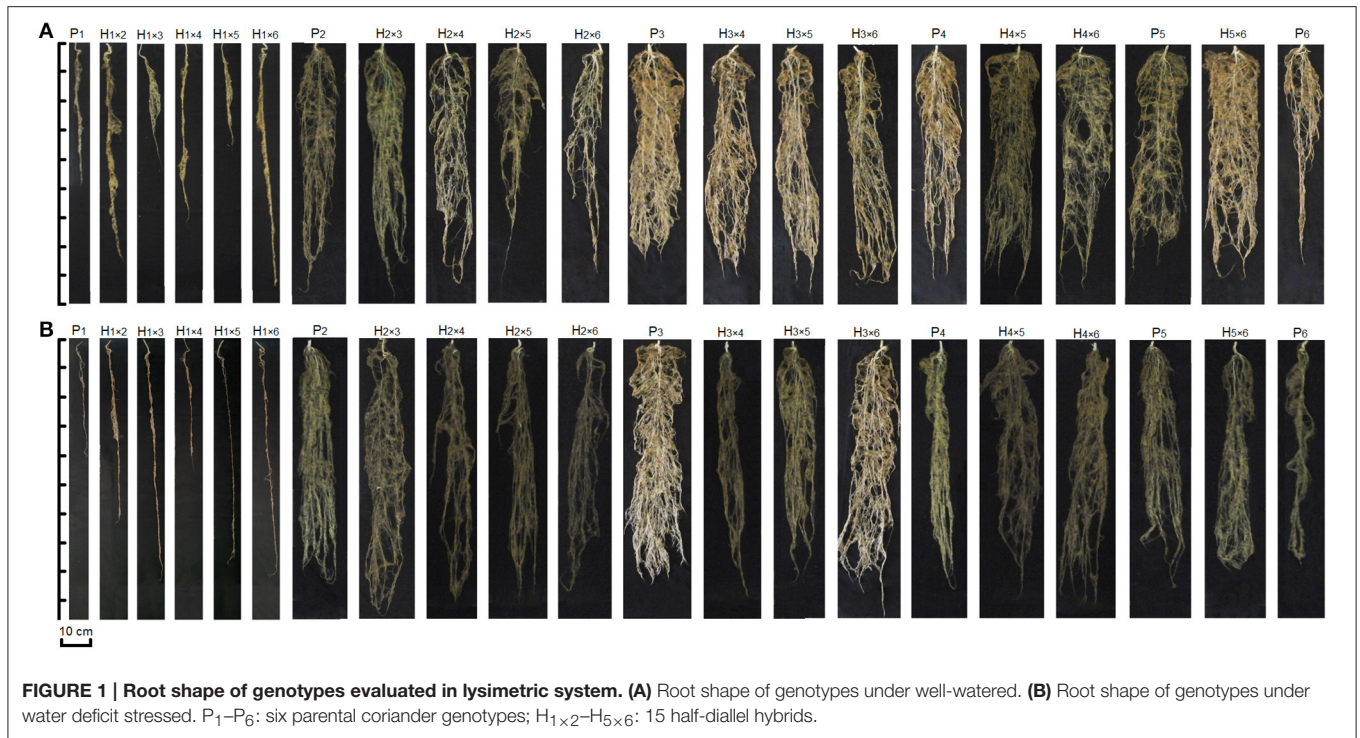 A P1 H1×2 H1×3 H1×4 H1×5 H1×6 P2 H2×3 H2×4 H2×5 H2×6 P3 H3×4 H3×5 H3×6 P4 H4×5 H4×6 P5 H5×6 P6
B P1 H1×2 H1×3 H1×4 H1×5 H1×6 P2 H2×3 H2×4 H2×5 H2×6 P3 H3×4 H3×5 H3×6 P4 H4×5 H4×6 P5 H5×6 P6
10 cm
FIGURE 1 | Root shape of genotypes evaluated in lysimetric system. (A) Root shape of genotypes under well-watered. (B) Root shape of genotypes under
water deficit stressed. P1–P6: six parental coriander genotypes; H1×2–H5×6: 15 half-diallel hybrids.